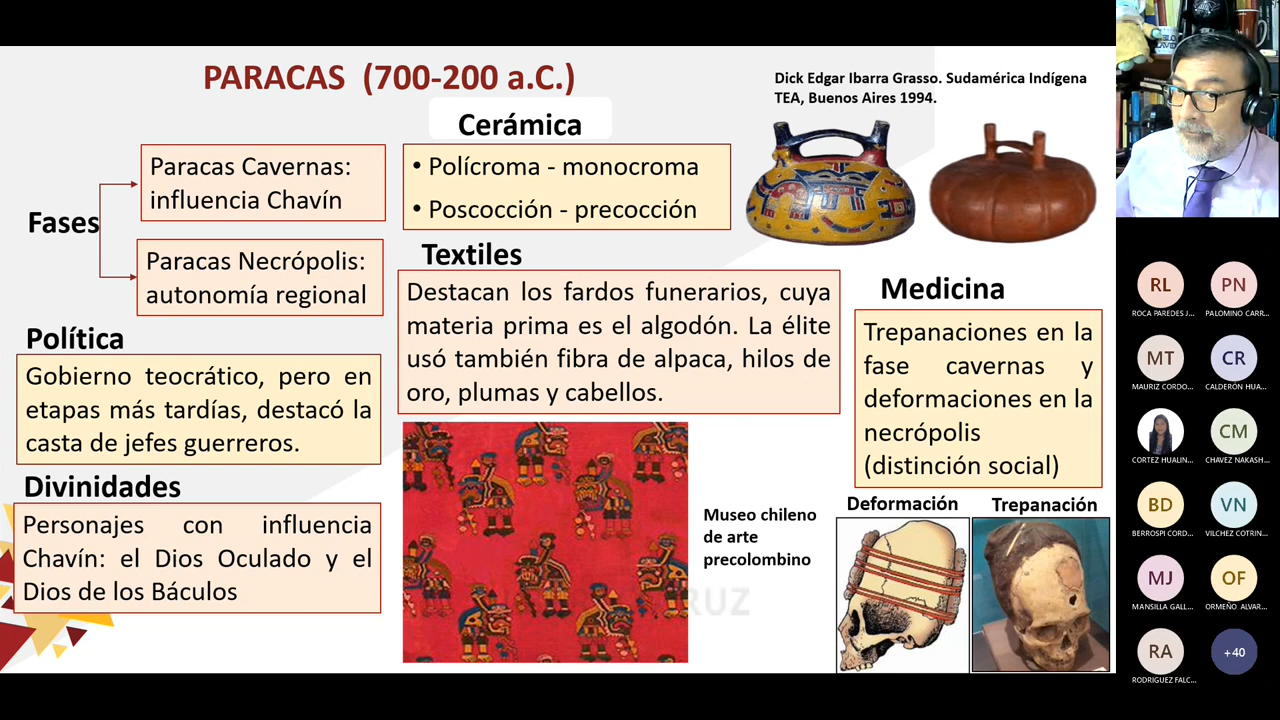 PARACAS (700-200 a.C.)
Dick Edgar Ibarra Grasso. Sudamérica Indígena
TEA, Buenos Aires 1994.
Fases
Paracas Cavernas:
influencia Chavín
Paracas Necrópolis:
autonomía regional
Política
Gobierno teocrático, pero en
etapas más tardías, destacó la
casta de jefes guerreros.
Divinidades
Personajes con influencia
Chavín: el Dios Oculado y el
Dios de los Báculos
Cerámica
• Polícroma - monocroma
• Poscocción - precocción
Textiles
Destacan los fardos funerarios, cuya
materia prima es el algodón. La élite
usó también fibra de alpaca, hilos de
oro, plumas y cabellos.
Museo chileno
de arte
precolombino
Medicina
Trepanaciones en la
fase cavernas y
deformaciones en la
necrópolis
(distinción social)
Deformación
Trepanación
RL
ROCA PAREDES J...
PN
PALOMINO CARR...
MT
MAURIZ CORDO...
CR
CALDERÓN HUA...
CORTEZ HUALIN...
CM
CHAVEZ NAKASH...
BD
BERROSPI CORD...
VN
VILCHEZ COTRIN...
MJ
MANSILLA GALL...
OF
ORMEÑO ALVAR...
RA
RODRIGUEZ FALC...
+40